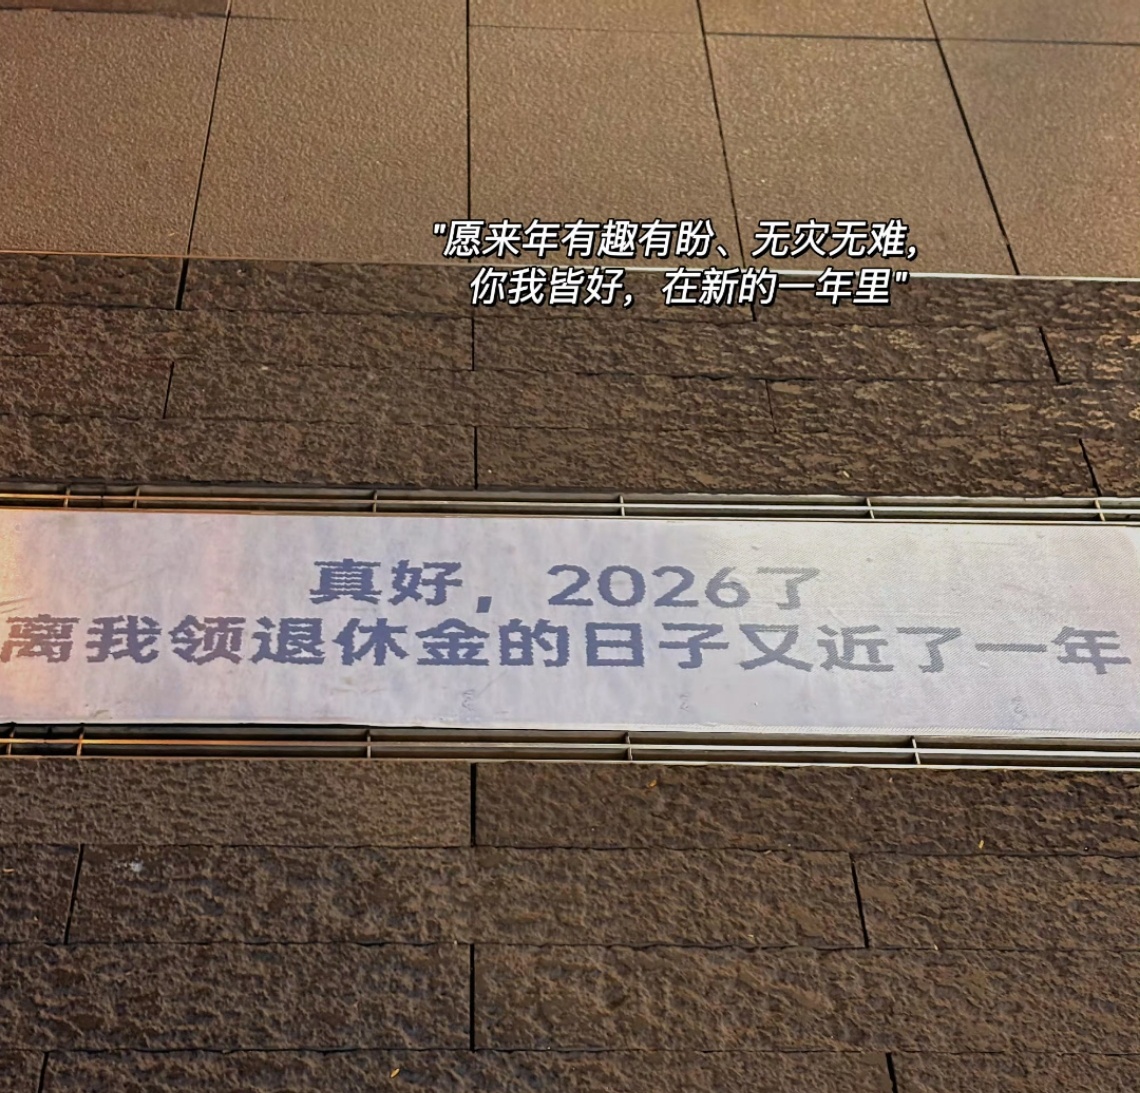 "愿来年有趣有盼、无灾无难，
你我皆好，在新的一年里"
真好，2026了
离我领退休金的日子又近了一年